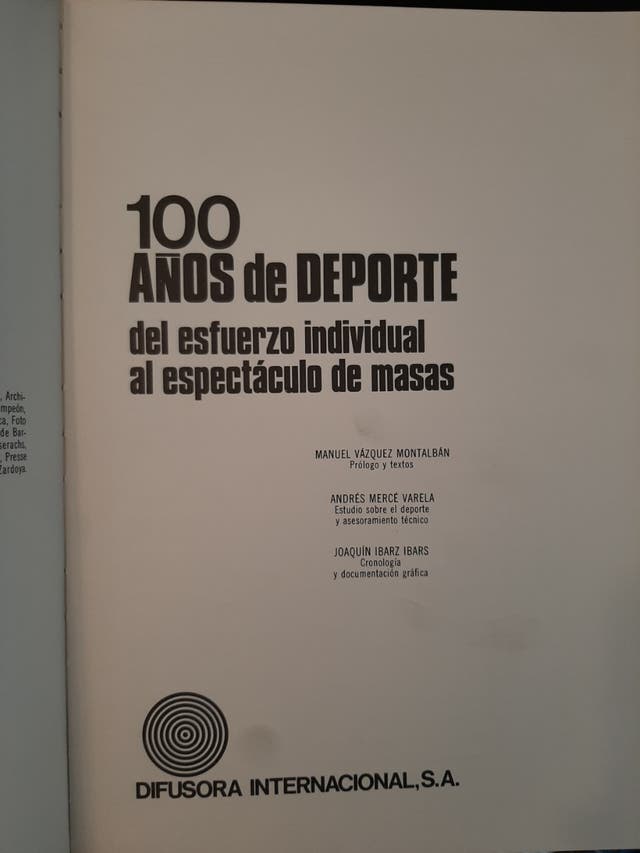 , Archi-
mpeón,
ca, Foto
de Bar-
serachs,
, Presse
Zardoya.
100
AÑOS de DEPORTE
del esfuerzo individual
al espectáculo de masas
MANUEL VÁZQUEZ MONTALBÁN
Prólogo y textos
ANDRÉS MERCÉ VARELA
Estudio sobre el deporte
y asesoramiento técnico
JOAQUÍN IBARZ IBARS
Cronología
y documentación gráfica
DIFUSORA INTERNACIONAL, S.A.